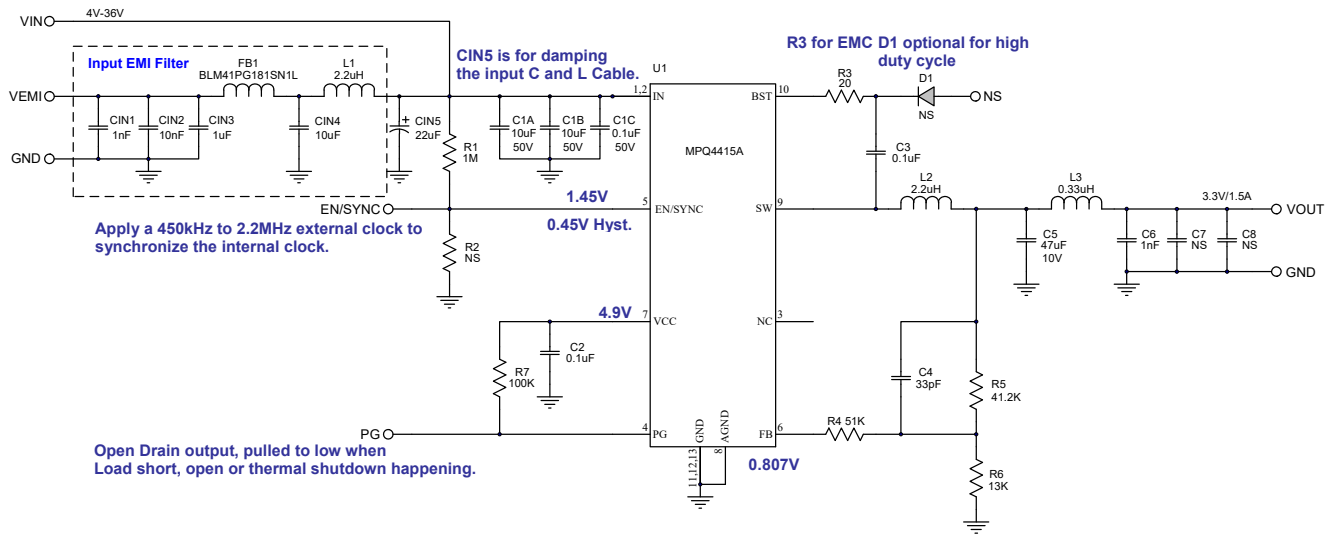 VIN
4V-36V
Input EMI Filter
FB1
BLM41PG181SN1L
L1
2.2uH
CIN5 is for damping
the input C and L Cable.
R3 for EMC D1 optional for high
duty cycle
U1
VEMI
GND
CIN1
1nF
CIN2
10nF
CIN3
1uF
CIN4
10uF
CIN5
22uF
+
R1
1M
C1A
10uF
50V
C1B
10uF
50V
C1C
0.1uF
50V
1,2
IN
BST
10
R3
20
D1
NS
NS
MPQ4415A
C3
0.1uF
EN/SYNC
1.45V
5
EN/SYNC
0.45V Hyst.
SW
9
L2
2.2uH
L3
0.33uH
3.3V/1.5A
VOUT
Apply a 450kHz to 2.2MHz external clock to
synchronize the internal clock.
R2
NS
C5
47uF
10V
C6
1nF
C7
NS
C8
NS
GND
4.9V
7
VCC
NC
3
C2
0.1uF
R7
100K
C4
33pF
R5
41.2K
PG
4
PG
GND
AGND
FB
6
R4 51K
11,12,13
8
0.807V
Open Drain output, pulled to low when
Load short, open or thermal shutdown happening.
R6
13K